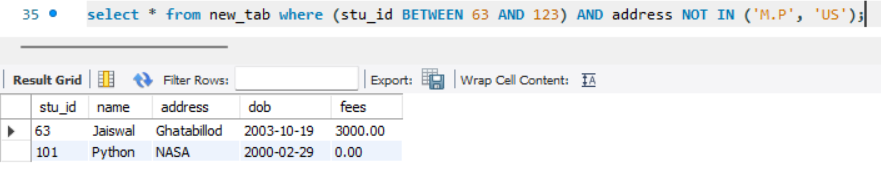 35 select * from new_tab where (stu_id BETWEEN 63 AND 123) AND address NOT IN ('M.P', 'US');
Result Grid Filter Rows: Export: Wrap Cell Content:
stu_id name address dob fees
63 Jaiswal Ghatabillod 2003-10-19 3000.00
101 Python NASA 2000-02-29 0.00